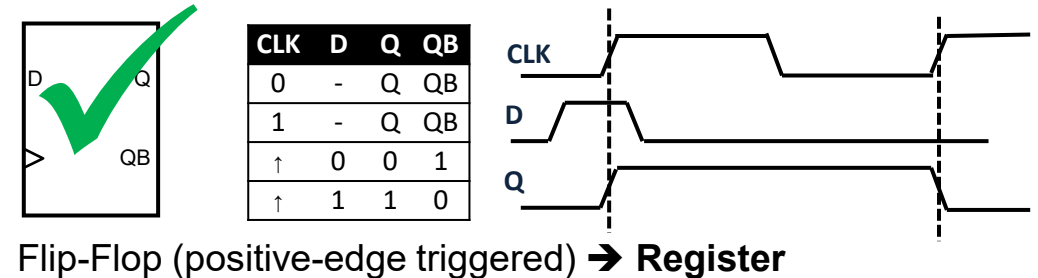 D Q
QB
CLK D Q QB
0 - Q QB
1 - Q QB
↑ 0 0 1
↑ 1 1 0
CLK
D
Q
Flip-Flop (positive-edge triggered) ➔ Register